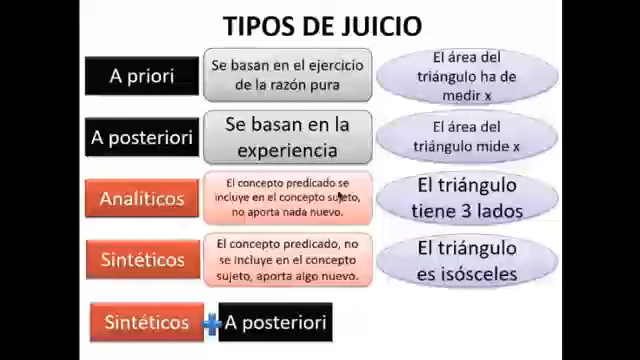 TIPOS DE JUICIO
A priori
Se basan en el ejercicio
de la razón pura
El área del
triángulo ha de
medir x
A posteriori
Se basan en la
experiencia
El área del
triángulo mide x
Analíticos
El concepto predicado se
incluye en el concepto sujeto,
no aporta nada nuevo.
El triángulo
tiene 3 lados
Sintéticos
El concepto predicado, no
se incluye en el concepto
sujeto, aporta algo nuevo.
El triángulo
es isósceles
Sintéticos + A posteriori